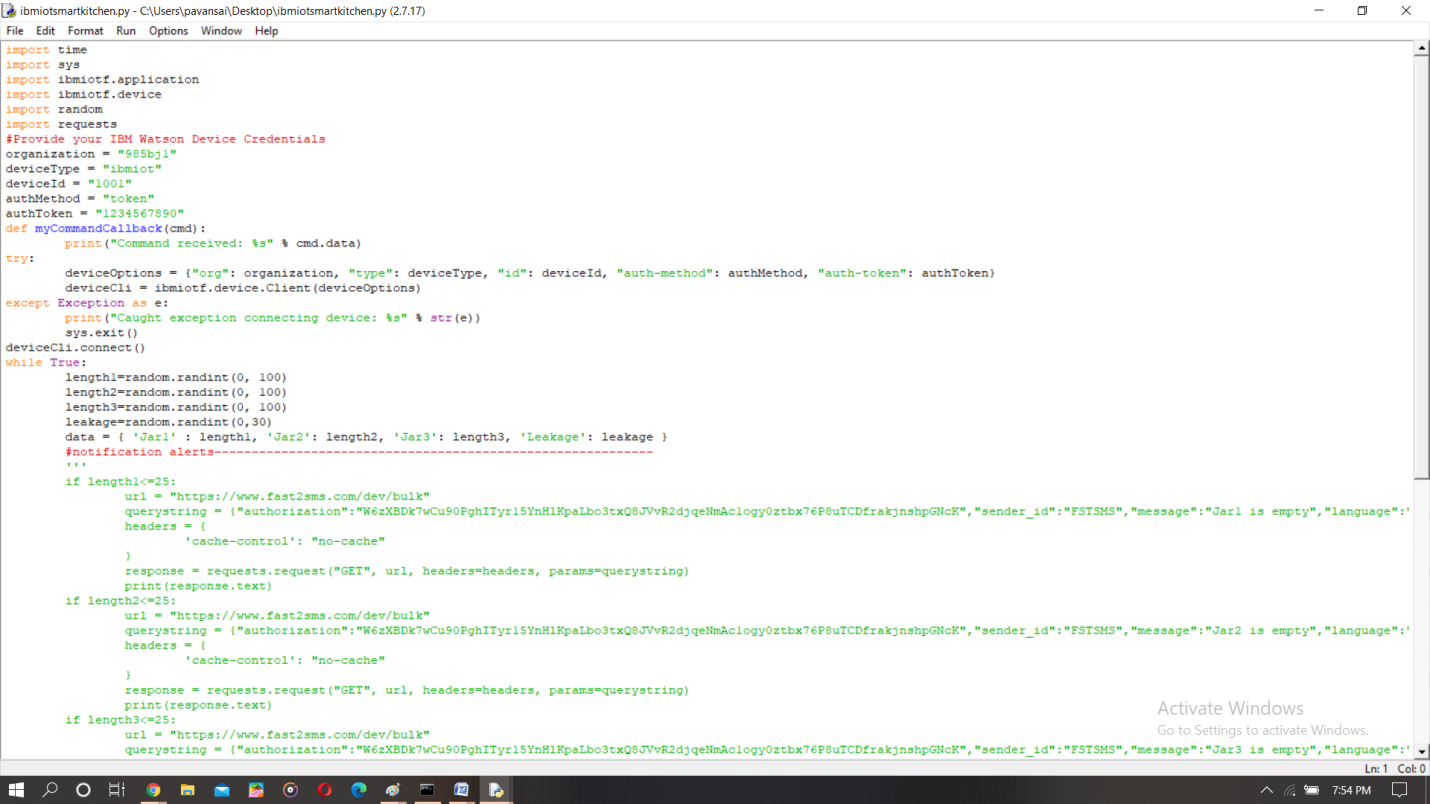 ibmiotsmartkitchen.py - C:\Users\pavansai\Desktop\ibmiotsmartkitchen.py (2.7.17)
File Edit Format Run Options Window Help
import time
import sys
import ibmiotf.application
import ibmiotf.device
import random
import requests
#Provide your IBM Watson Device Credentials
organization = "985bj1"
deviceType = "ibmiot"
deviceId = "1001"
authMethod = "token"
authToken = "1234567890"
def myCommandCallback(cmd):
        print("Command received: %s" % cmd.data)
try:
        deviceOptions = {"org": organization, "type": deviceType, "id": deviceId, "auth-method": authMethod, "auth-token": authToken}
        deviceCli = ibmiotf.device.Client(deviceOptions)
except Exception as e:
        print("Caught exception connecting device: %s" % str(e))
        sys.exit()
deviceCli.connect()
while True:
        length1=random.randint(0, 100)
        length2=random.randint(0, 100)
        length3=random.randint(0, 100)
        leakage=random.randint(0,30)
        data = { 'Jar1' : length1, 'Jar2': length2, 'Jar3': length3, 'Leakage': leakage }
        #notification alerts-----------------------------------------------------------
        '''
        if length1<=25:
                url = "https://www.fast2sms.com/dev/bulk"
                querystring = {"authorization":"W6zXBDk7wCu90PghITyr15YnHlKpaLbo3txQ8JVvR2djqeNmAc1ogy0ztbx76P8uTCDfrakjnshpGNcK","sender_id":"FSTSMS","message":"Jar1 is empty","language":'
                headers = {
                        'cache-control': "no-cache"
                }
                response = requests.request("GET", url, headers=headers, params=querystring)
                print(response.text)
        if length2<=25:
                url = "https://www.fast2sms.com/dev/bulk"
                querystring = {"authorization":"W6zXBDk7wCu90PghITyr15YnHlKpaLbo3txQ8JVvR2djqeNmAc1ogy0ztbx76P8uTCDfrakjnshpGNcK","sender_id":"FSTSMS","message":"Jar2 is empty","language":'
                headers = {
                        'cache-control': "no-cache"
                }
                response = requests.request("GET", url, headers=headers, params=querystring)
                print(response.text)
        if length3<=25:
                url = "https://www.fast2sms.com/dev/bulk"
                querystring = {"authorization":"W6zXBDk7wCu90PghITyr15YnHlKpaLbo3txQ8JVvR2djqeNmAc1ogy0ztbx76P8uTCDfrakjnshpGNcK","sender_id":"FSTSMS","message":"Jar3 is empty","language":'
Activate Windows
Go to Settings to activate Windows.
Ln: 1 Col: 0
7:54 PM